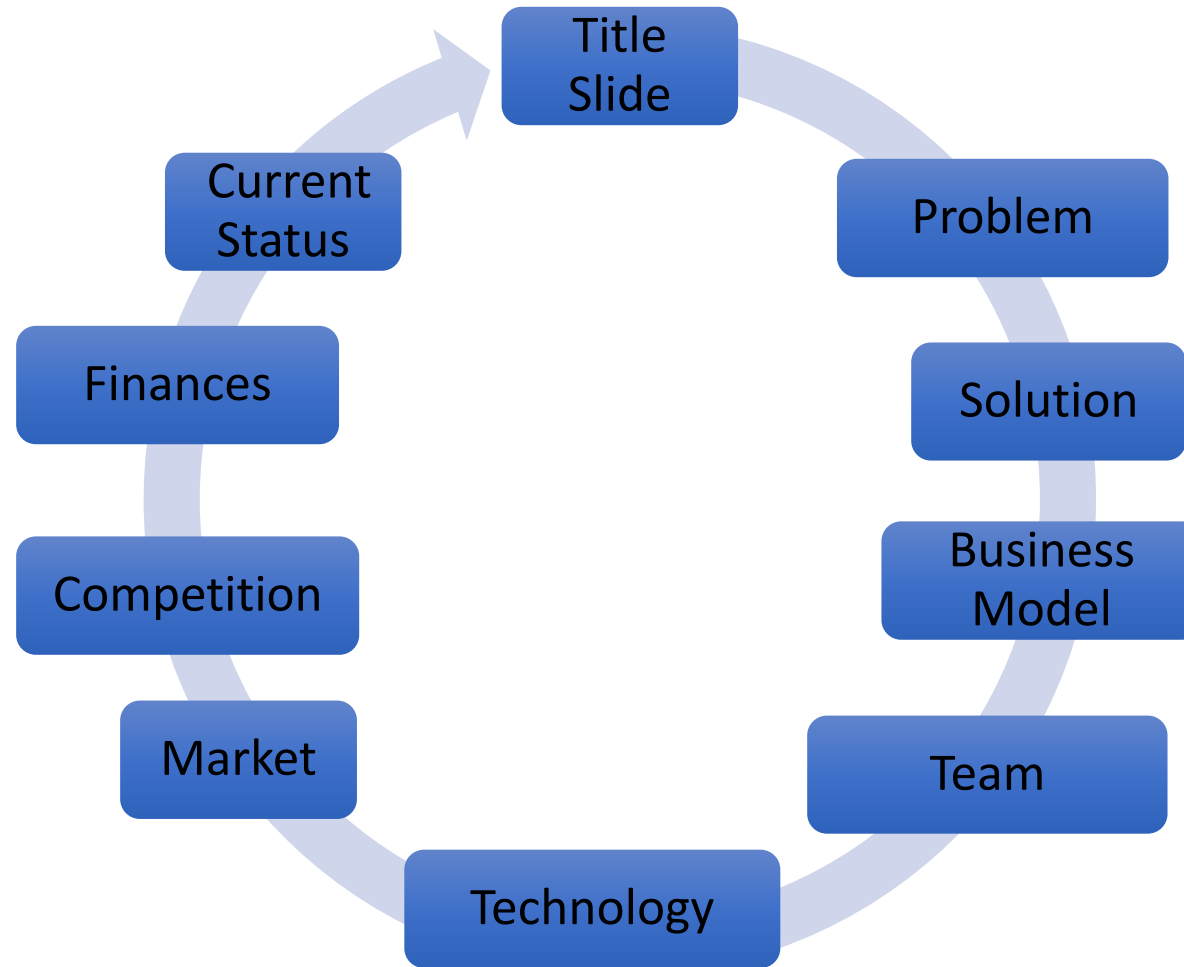 Title
Slide
Problem
Solution
Business
Model
Team
Technology
Market
Competition
Finances
Current
Status